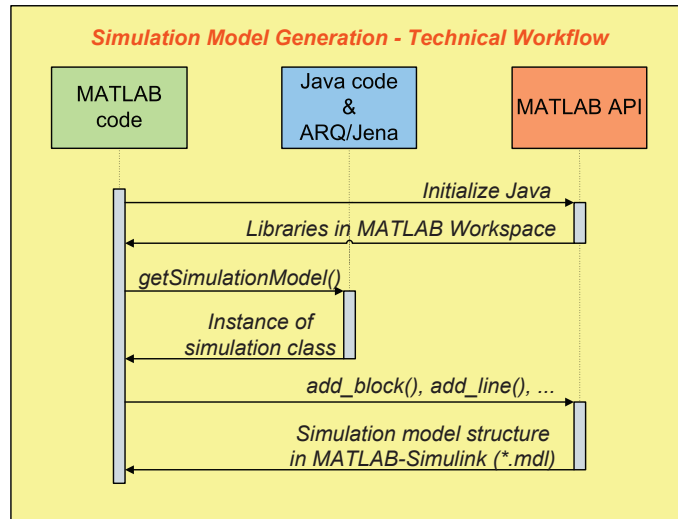 Simulation Model Generation - Technical Workflow
MATLAB
code
Java code
&
ARQ/Jena
MATLAB API
Initialize Java
Libraries in MATLAB Workspace
getSimulationModel()
Instance of
simulation class
add_block(), add_line(), ...
Simulation model structure
in MATLAB-Simulink (*.mdl)